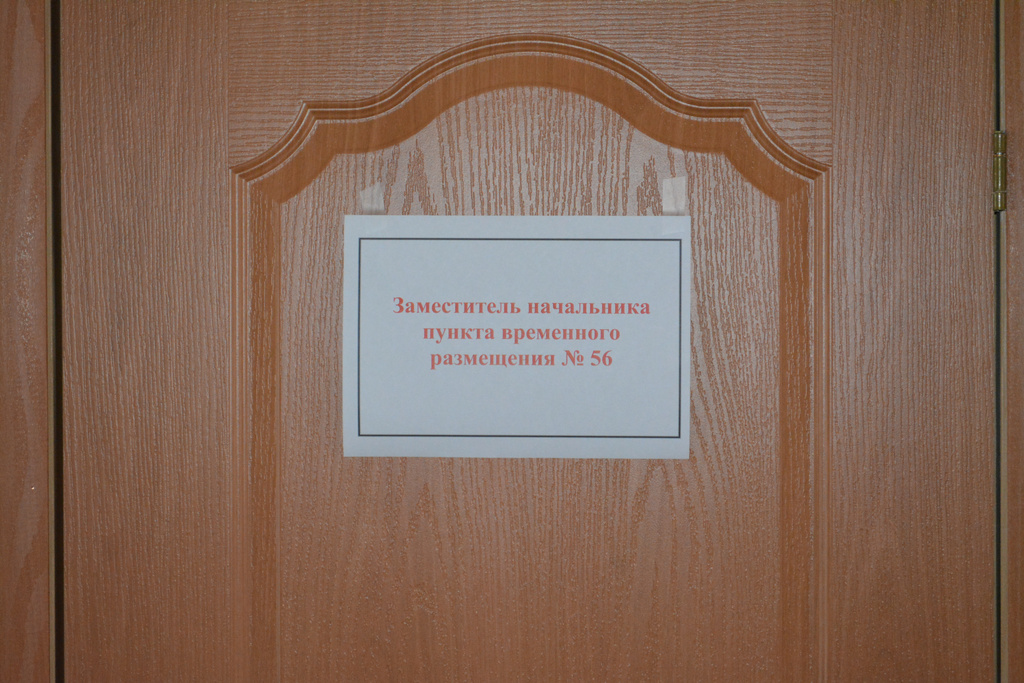 Заместитель начальника
пункта временного
размещения № 56